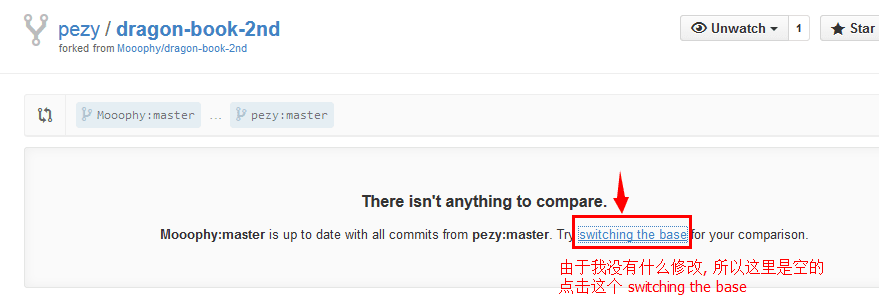 pezy / dragon-book-2nd
forked from Mooophy/dragon-book-2nd
Unwatch 1 Star
Mooophy:master ... pezy:master
There isn't anything to compare.
Mooophy:master is up to date with all commits from pezy:master. Try switching the base for your comparison.
由于我没有什么修改, 所以这里是空的
点击这个 switching the base